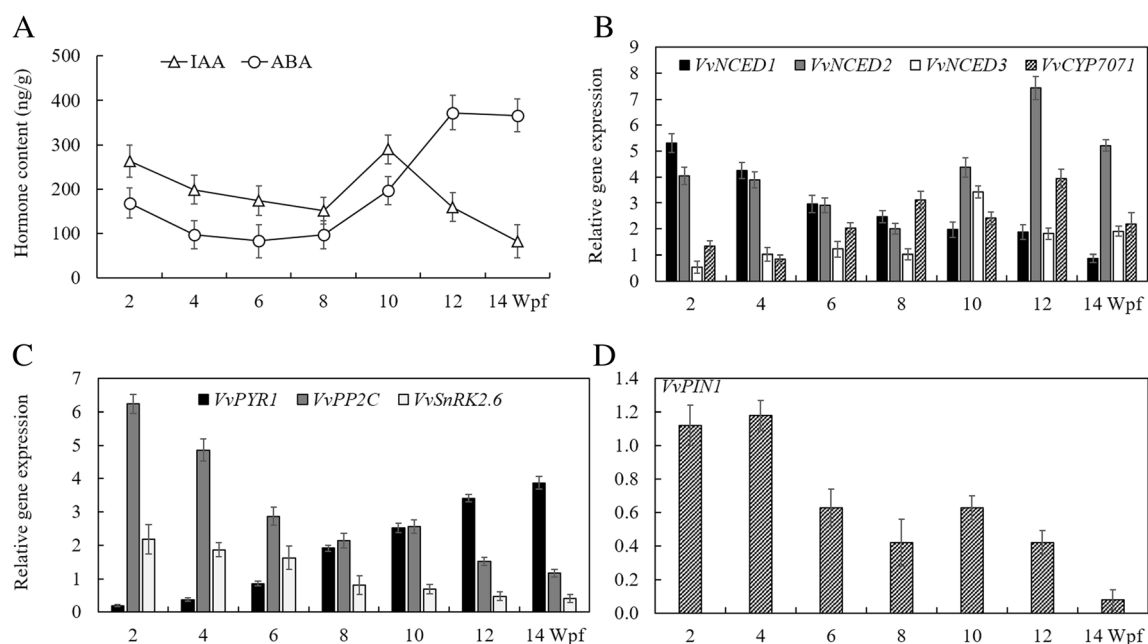 A
Hormone content (ng/g)
500
400
300
200
100
0
IAA ABA
2 4 6 8 10 12 14 Wpf
B
Relative gene expression
9
8
7
6
5
4
3
2
1
0
VvNCED1 VvNCED2 VvNCED3 VvCYP7071
2 4 6 8 10 12 14 Wpf
C
Relative gene expression
7
6
5
4
3
2
1
0
VvPYR1 VvPP2C VvSnRK2.6
2 4 6 8 10 12 14 Wpf
D
1.4
1.2
1.0
0.8
0.6
0.4
0.2
0.0
VvPIN1
2 4 6 8 10 12 14 Wpf